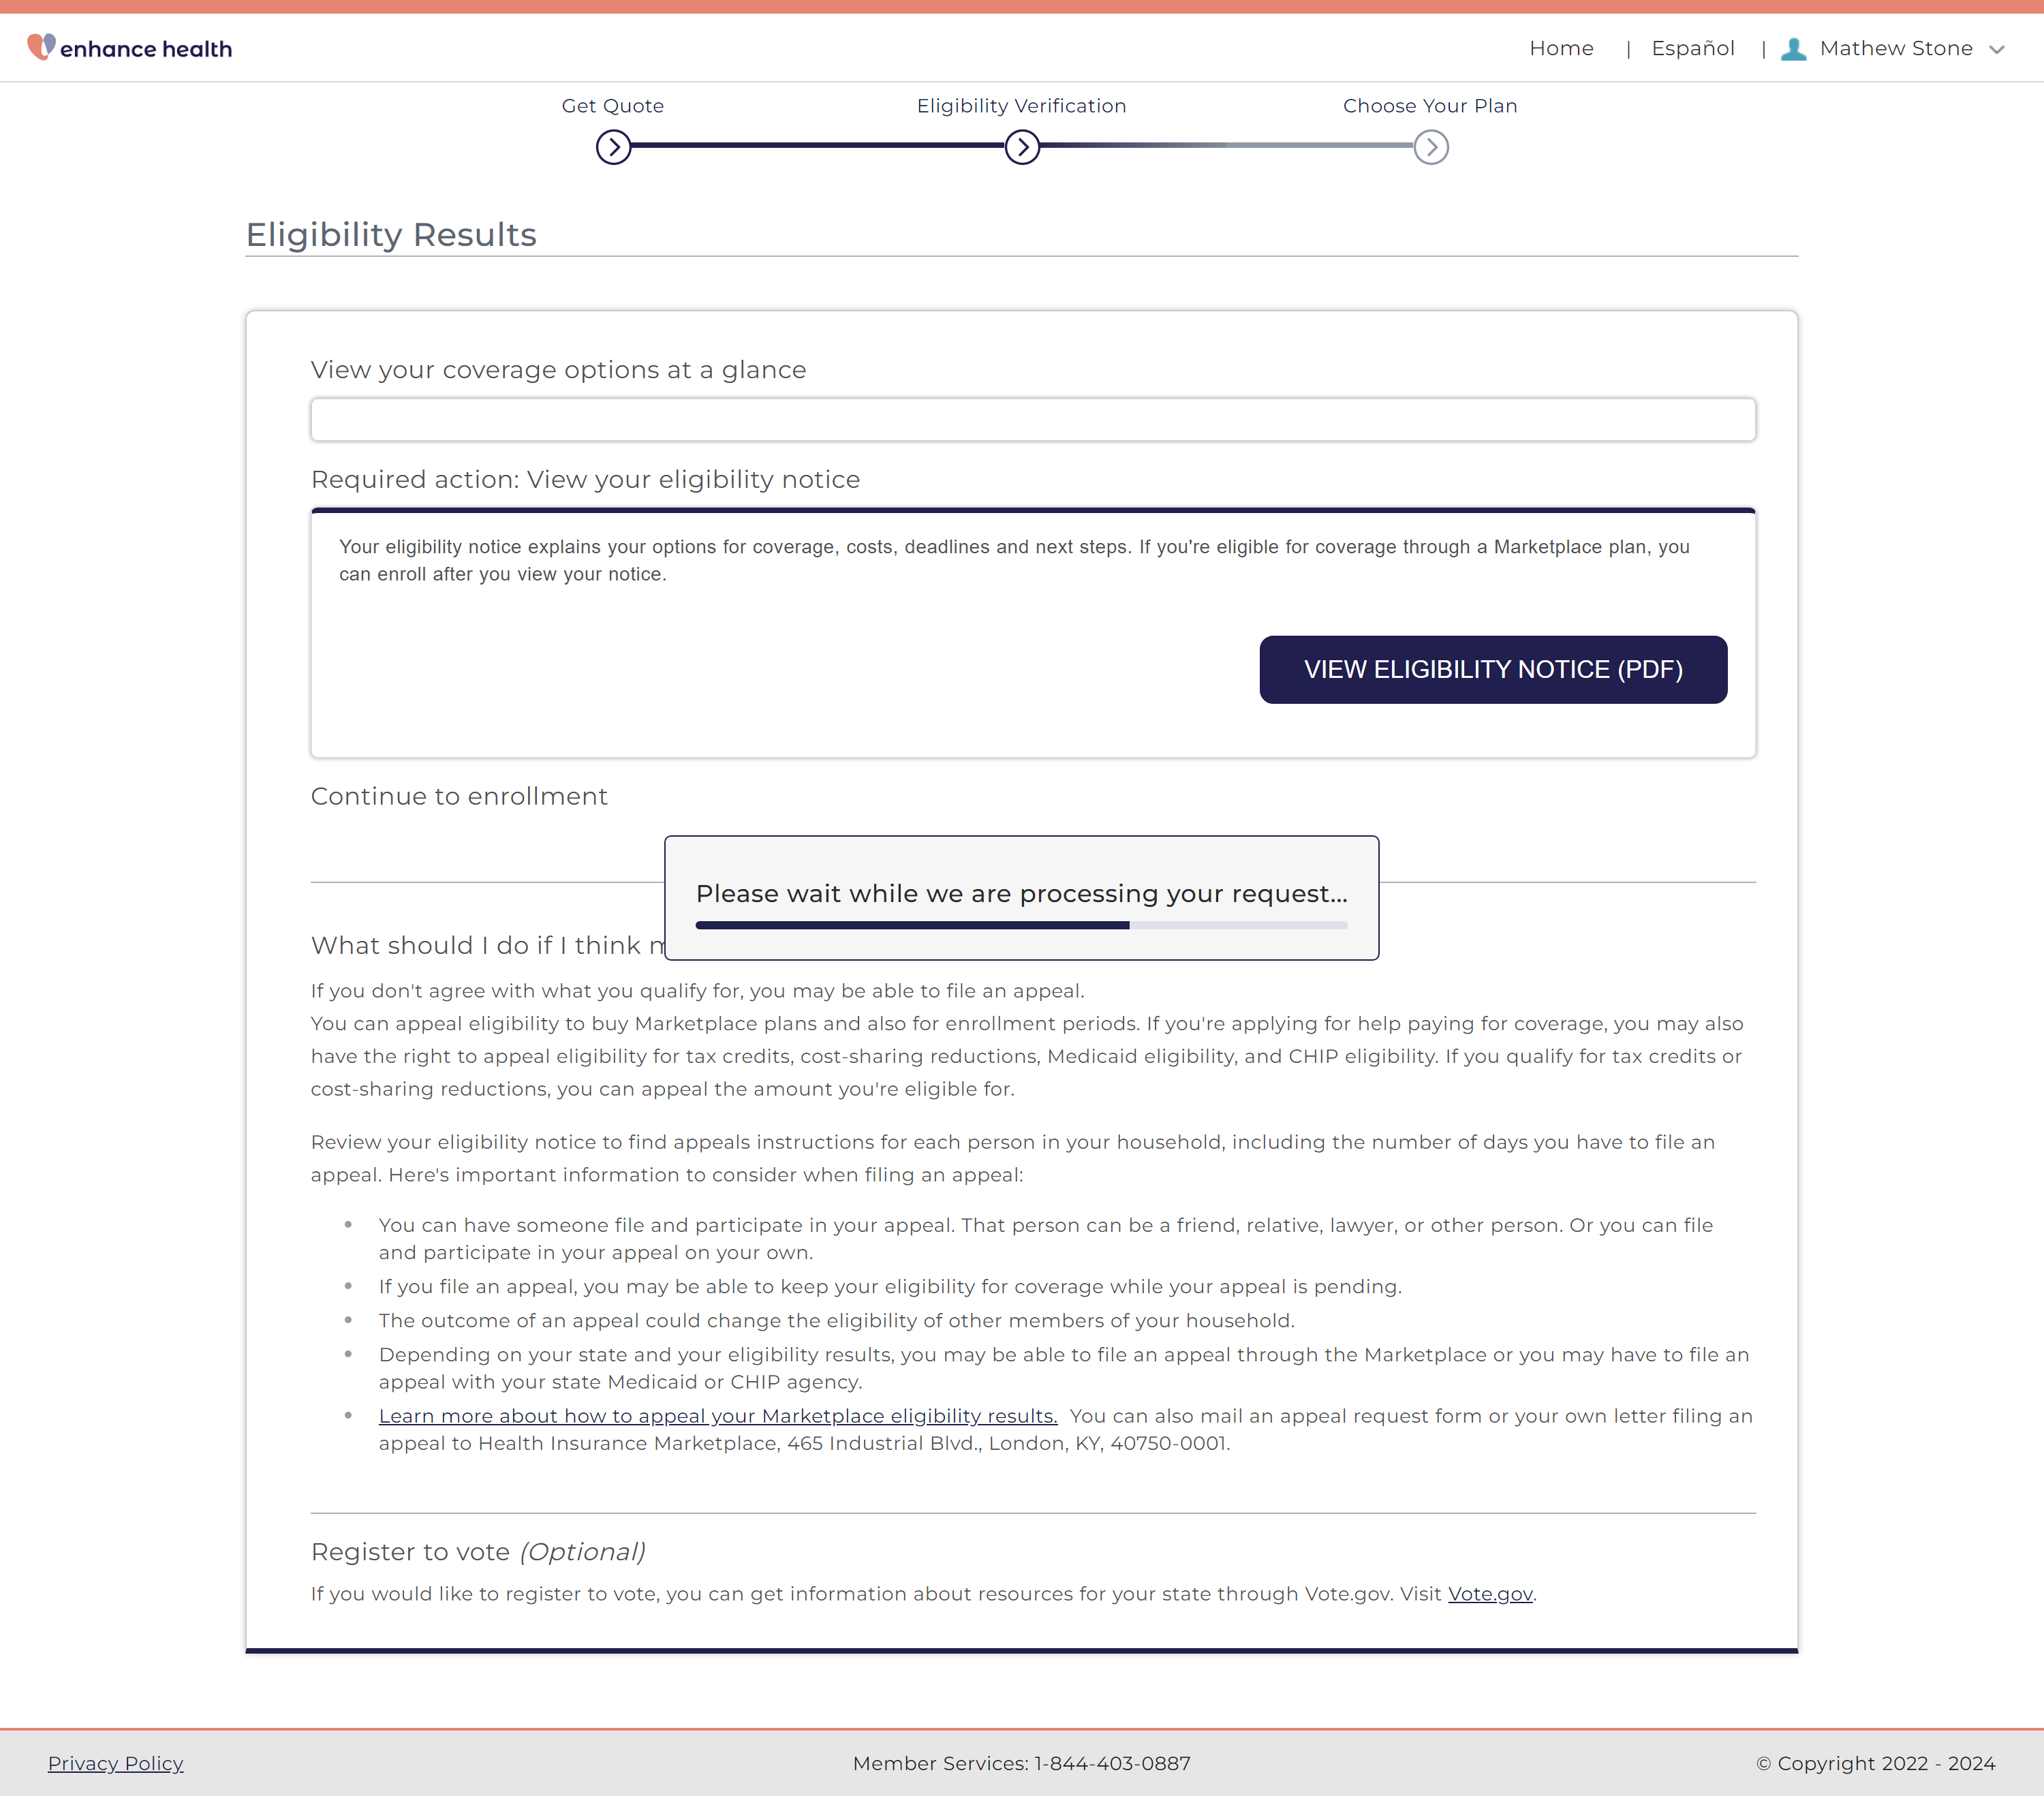 enhance health
Home | Español | Mathew Stone
Get Quote
Eligibility Verification
Choose Your Plan
Eligibility Results
View your coverage options at a glance
Required action: View your eligibility notice
Your eligibility notice explains your options for coverage, costs, deadlines and next steps. If you're eligible for coverage through a Marketplace plan, you
can enroll after you view your notice.
VIEW ELIGIBILITY NOTICE (PDF)
Continue to enrollment
Please wait while we are processing your request...
What should I do if I think
If you don't agree with what you qualify for, you may be able to file an appeal.
You can appeal eligibility to buy Marketplace plans and also for enrollment periods. If you're applying for help paying for coverage, you may also
have the right to appeal eligibility for tax credits, cost-sharing reductions, Medicaid eligibility, and CHIP eligibility. If you qualify for tax credits or
cost-sharing reductions, you can appeal the amount you're eligible for.
Review your eligibility notice to find appeals instructions for each person in your household, including the number of days you have to file an
appeal. Here's important information to consider when filing an appeal:
• You can have someone file and participate in your appeal. That person can be a friend, relative, lawyer, or other person. Or you can file
and participate in your appeal on your own.
• If you file an appeal, you may be able to keep your eligibility for coverage while your appeal is pending.
• The outcome of an appeal could change the eligibility of other members of your household.
• Depending on your state and your eligibility results, you may be able to file an appeal through the Marketplace or you may have to file an
appeal with your state Medicaid or CHIP agency.
• Learn more about how to appeal your Marketplace eligibility results. You can also mail an appeal request form or your own letter filing an
appeal to Health Insurance Marketplace, 465 Industrial Blvd., London, KY, 40750-0001.
Register to vote (Optional)
If you would like to register to vote, you can get information about resources for your state through Vote.gov. Visit Vote.gov.
Privacy Policy
Member Services: 1-844-403-0887
© Copyright 2022 - 2024